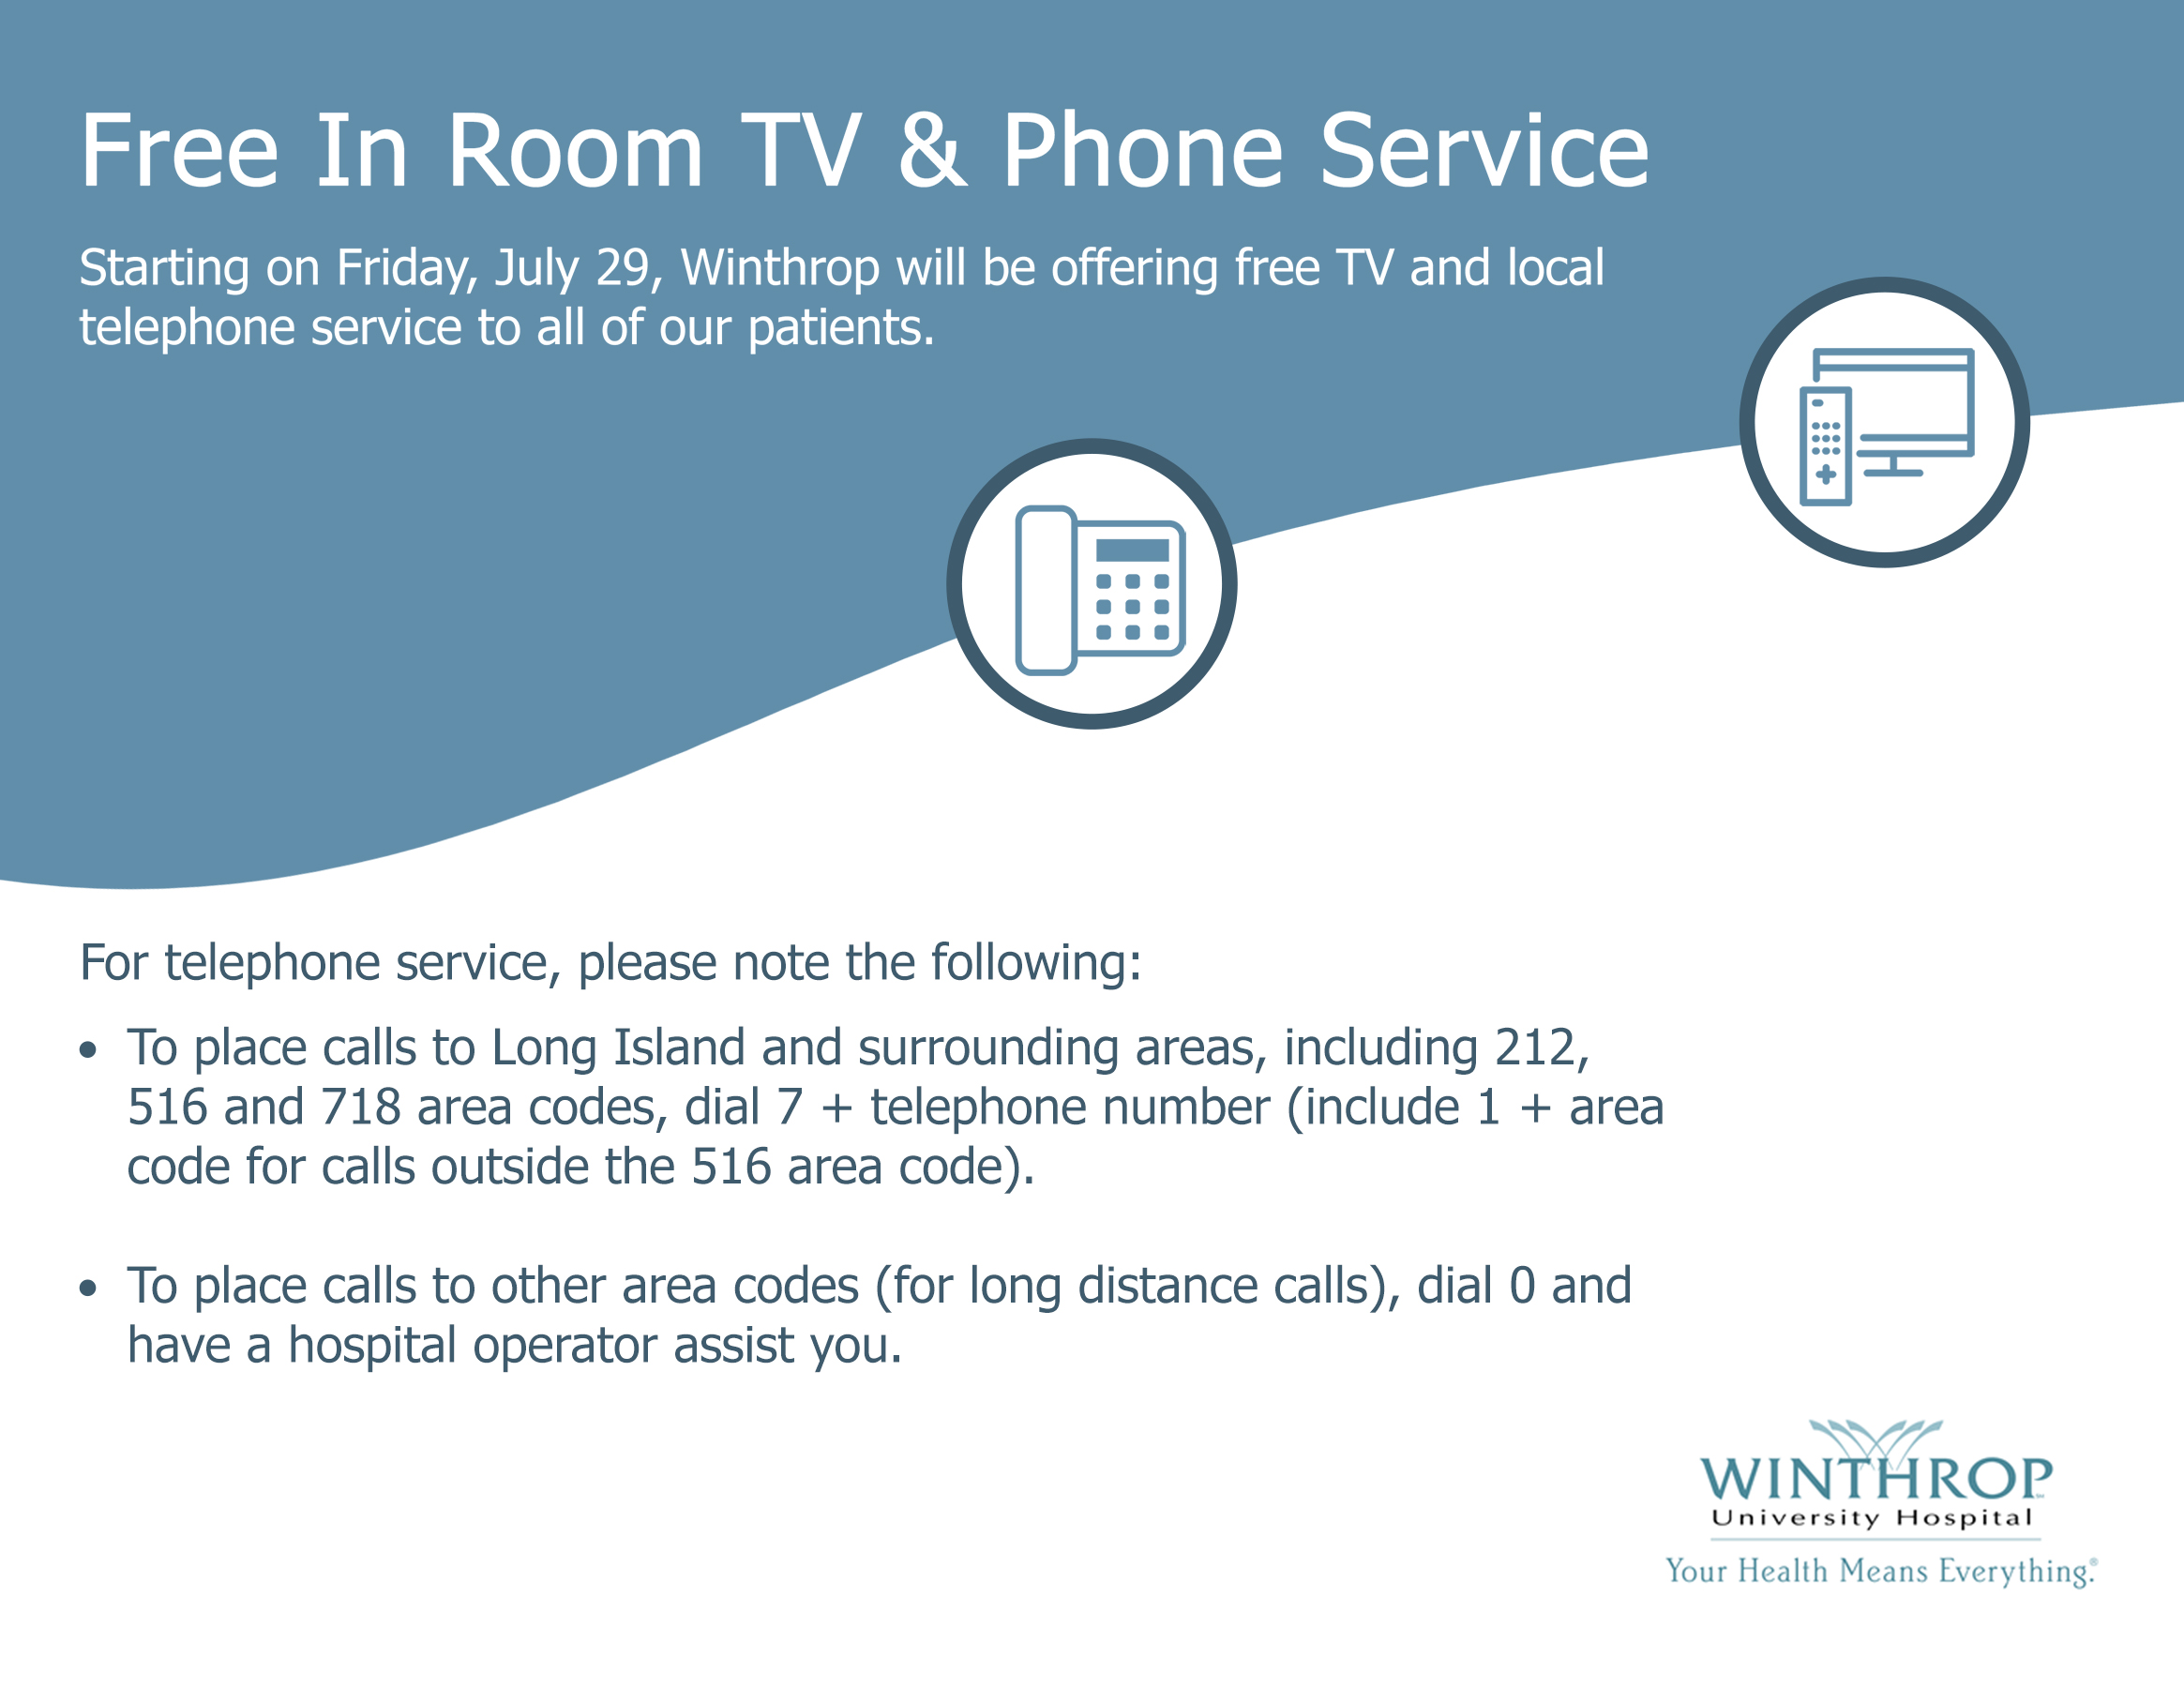 Free In Room TV & Phone Service
Starting on Friday, July 29, Winthrop will be offering free TV and local
telephone service to all of our patients.
For telephone service, please note the following:
• To place calls to Long Island and surrounding areas, including 212,
516 and 718 area codes, dial 7 + telephone number (include 1 + area
code for calls outside the 516 area code).
• To place calls to other area codes (for long distance calls), dial 0 and
have a hospital operator assist you.
WINTHROP
University Hospital
Your Health Means Everything.®